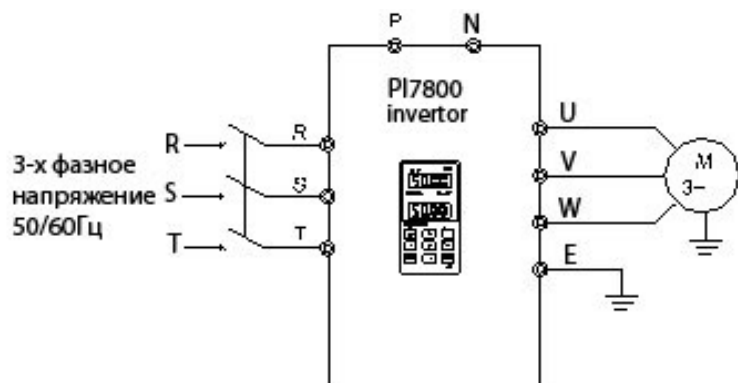 P N
PI7800
invertor
3-х фазное
напряжение
50/60Гц
R R
S S
T T
U
V
W
E
M
3~